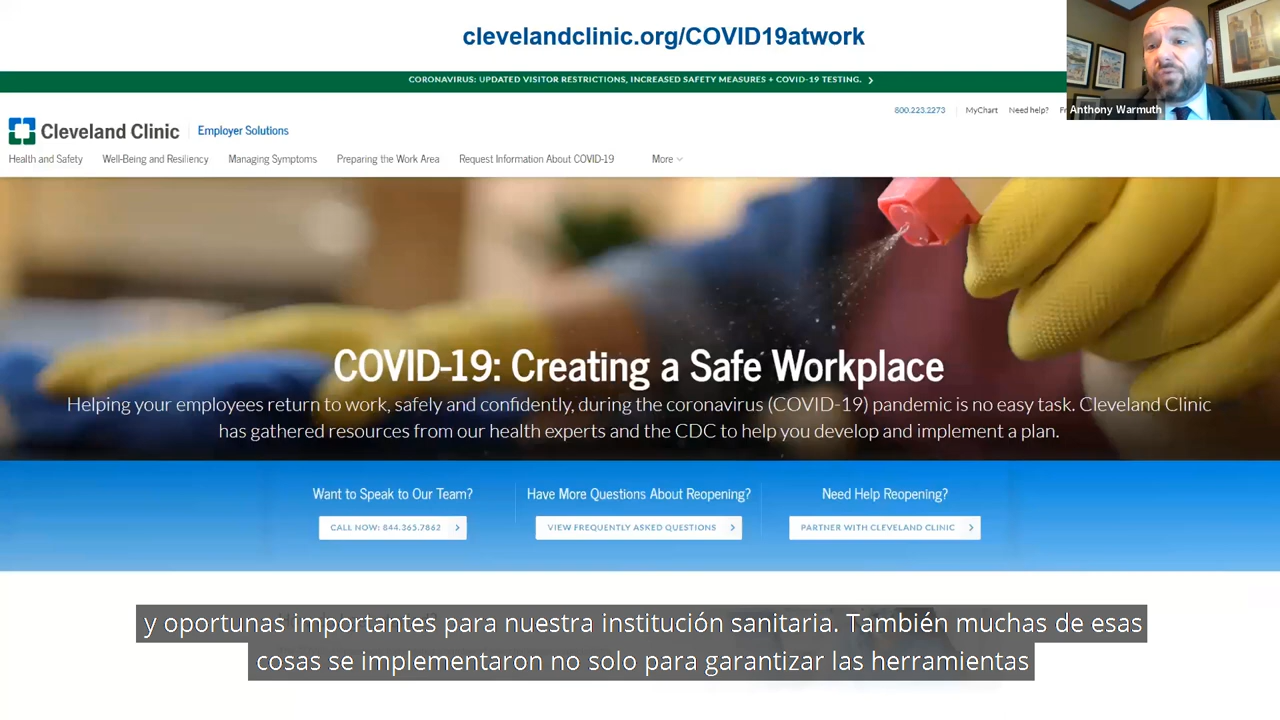 clevelandclinic.org/COVID19atwork
CORONAVIRUS: UPDATED VISITOR RESTRICTIONS, INCREASED SAFETY MEASURES + COVID-19 TESTING.
800.223.2273 MyChart Need help?
Anthony Warmuth
Cleveland Clinic Employer Solutions
Health and Safety Well-Being and Resiliency Managing Symptoms Preparing the Work Area Request Information About COVID-19 More
COVID-19: Creating a Safe Workplace
Helping your employees return to work, safely and confidently, during the coronavirus (COVID-19) pandemic is no easy task. Cleveland Clinic
has gathered resources from our health experts and the CDC to help you develop and implement a plan.
Want to Speak to Our Team? Have More Questions About Reopening? Need Help Reopening?
CALL NOW: 844.365.7862 VIEW FREQUENTLY ASKED QUESTIONS PARTNER WITH CLEVELAND CLINIC
y oportunas importantes para nuestra institución sanitaria. También muchas de esas
cosas se implementaron no solo para garantizar las herramientas